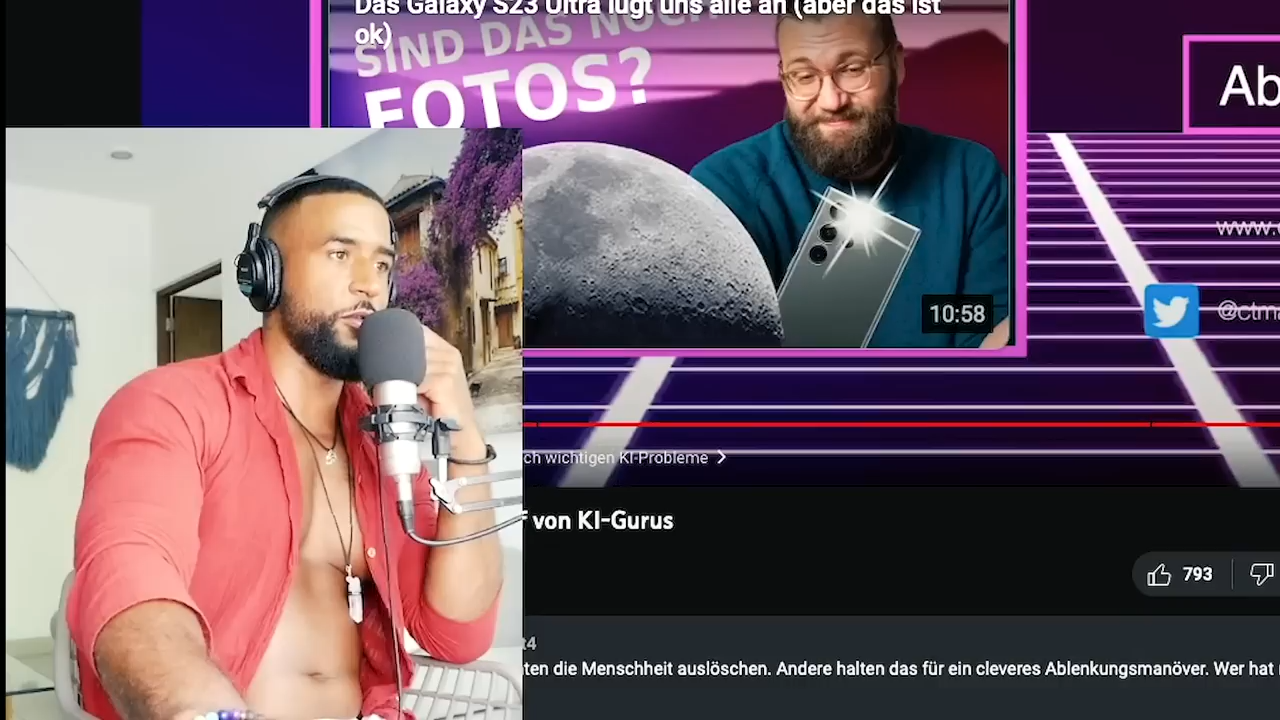 Das Galaxy S23 Ultra lügt uns alle an (aber das ist
ok)
SIND DAS NOCH
FOTOS?
10:58
Ab
www.
@ctma
ch wichtigen KI-Probleme
von KI-Gurus
793
ten die Menschheit auslöschen. Andere halten das für ein cleveres Ablenkungsmanöver. Wer hat